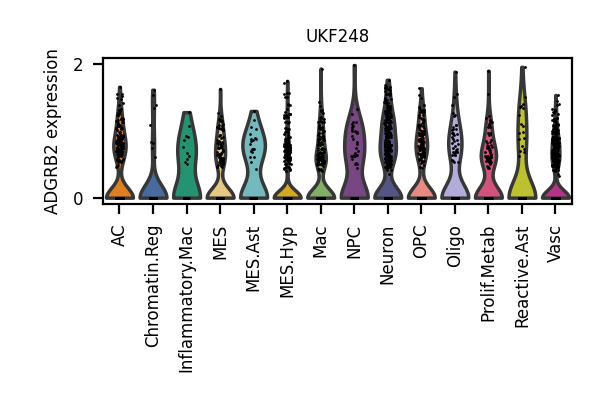 UKF248
ADGRB2 expression
2
0
AC
Chromatin.Reg
Inflammatory.Mac
MES
MES.Ast
MES.Hyp
Mac
NPC
Neuron
OPC
Oligo
Prolif.Metab
Reactive.Ast
Vasc